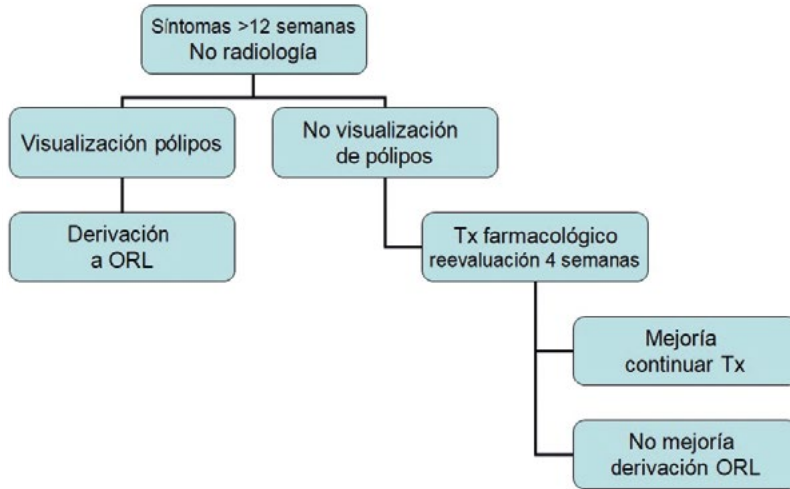 Síntomas >12 semanas
No radiología
Visualización pólipos
No visualización
de pólipos
Derivación
a ORL
Tx farmacológico
reevaluación 4 semanas
Mejoría
continuar Tx
No mejoría
derivación ORL